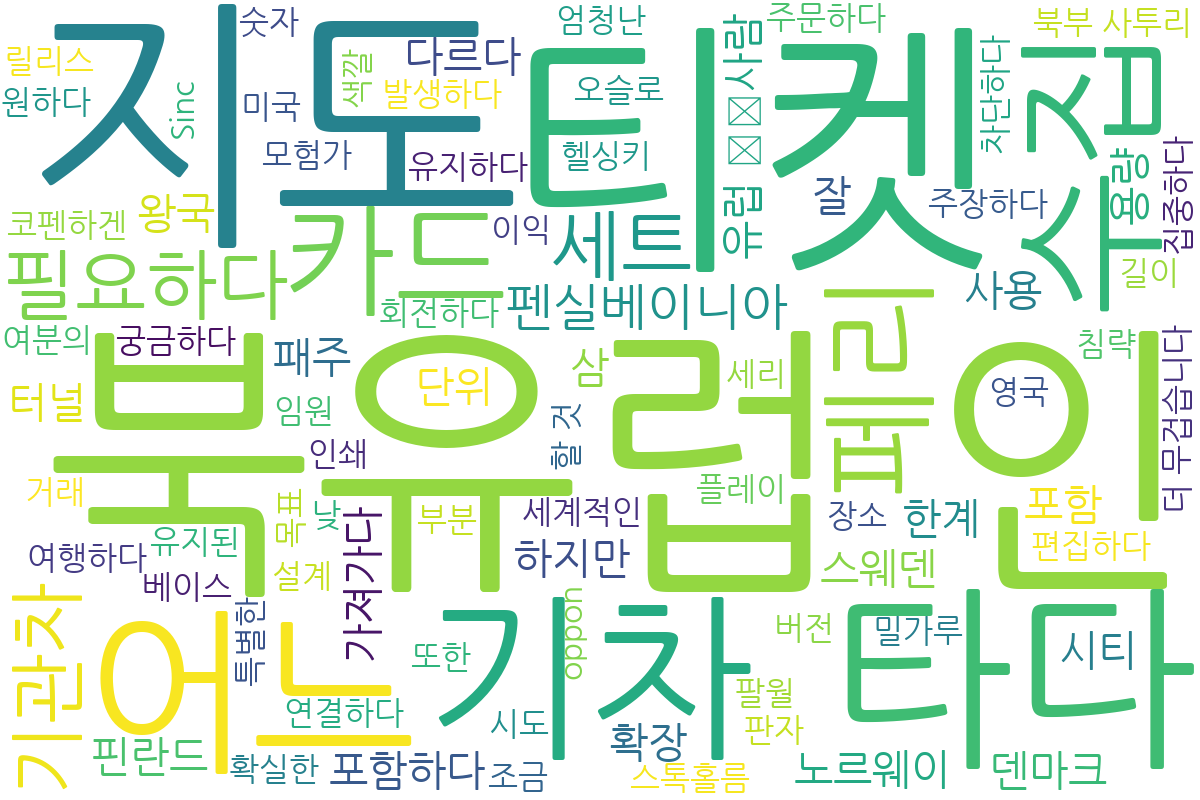 지도
티켓
수집
숫자
엄청난
주문하다
북부 사투리
릴리스
원하다
Sinc
미국
색깔
다르다
발생하다
오슬로
유럽
사람
차단하다
모험가
유지하다
헬싱키
잘
주장하다
용량
집중하다
코펜하겐
왕국
카드
이익
세트
필요하다
회전하다
펜실베이니아
사용
길이
여분의
궁금하다
패주
북유럽인
단위
삼
세리
페리
영국
침략
터널
임원
인쇄
할 것
플레이
더 무겁습니다
거래
목표
낮
가져가다
부분
세계적인
장소
한계
포함
유지된
여행하다
베이스
설계
하지만
스웨덴
편집하다
기관차
오느
특별한
또한
oppon
기차
타다
버전
밀가루
시티
연결하다
시도
팔월
판자
핀란드
확실한
포함하다
조금
확장
스톡홀름
노르웨이
덴마크